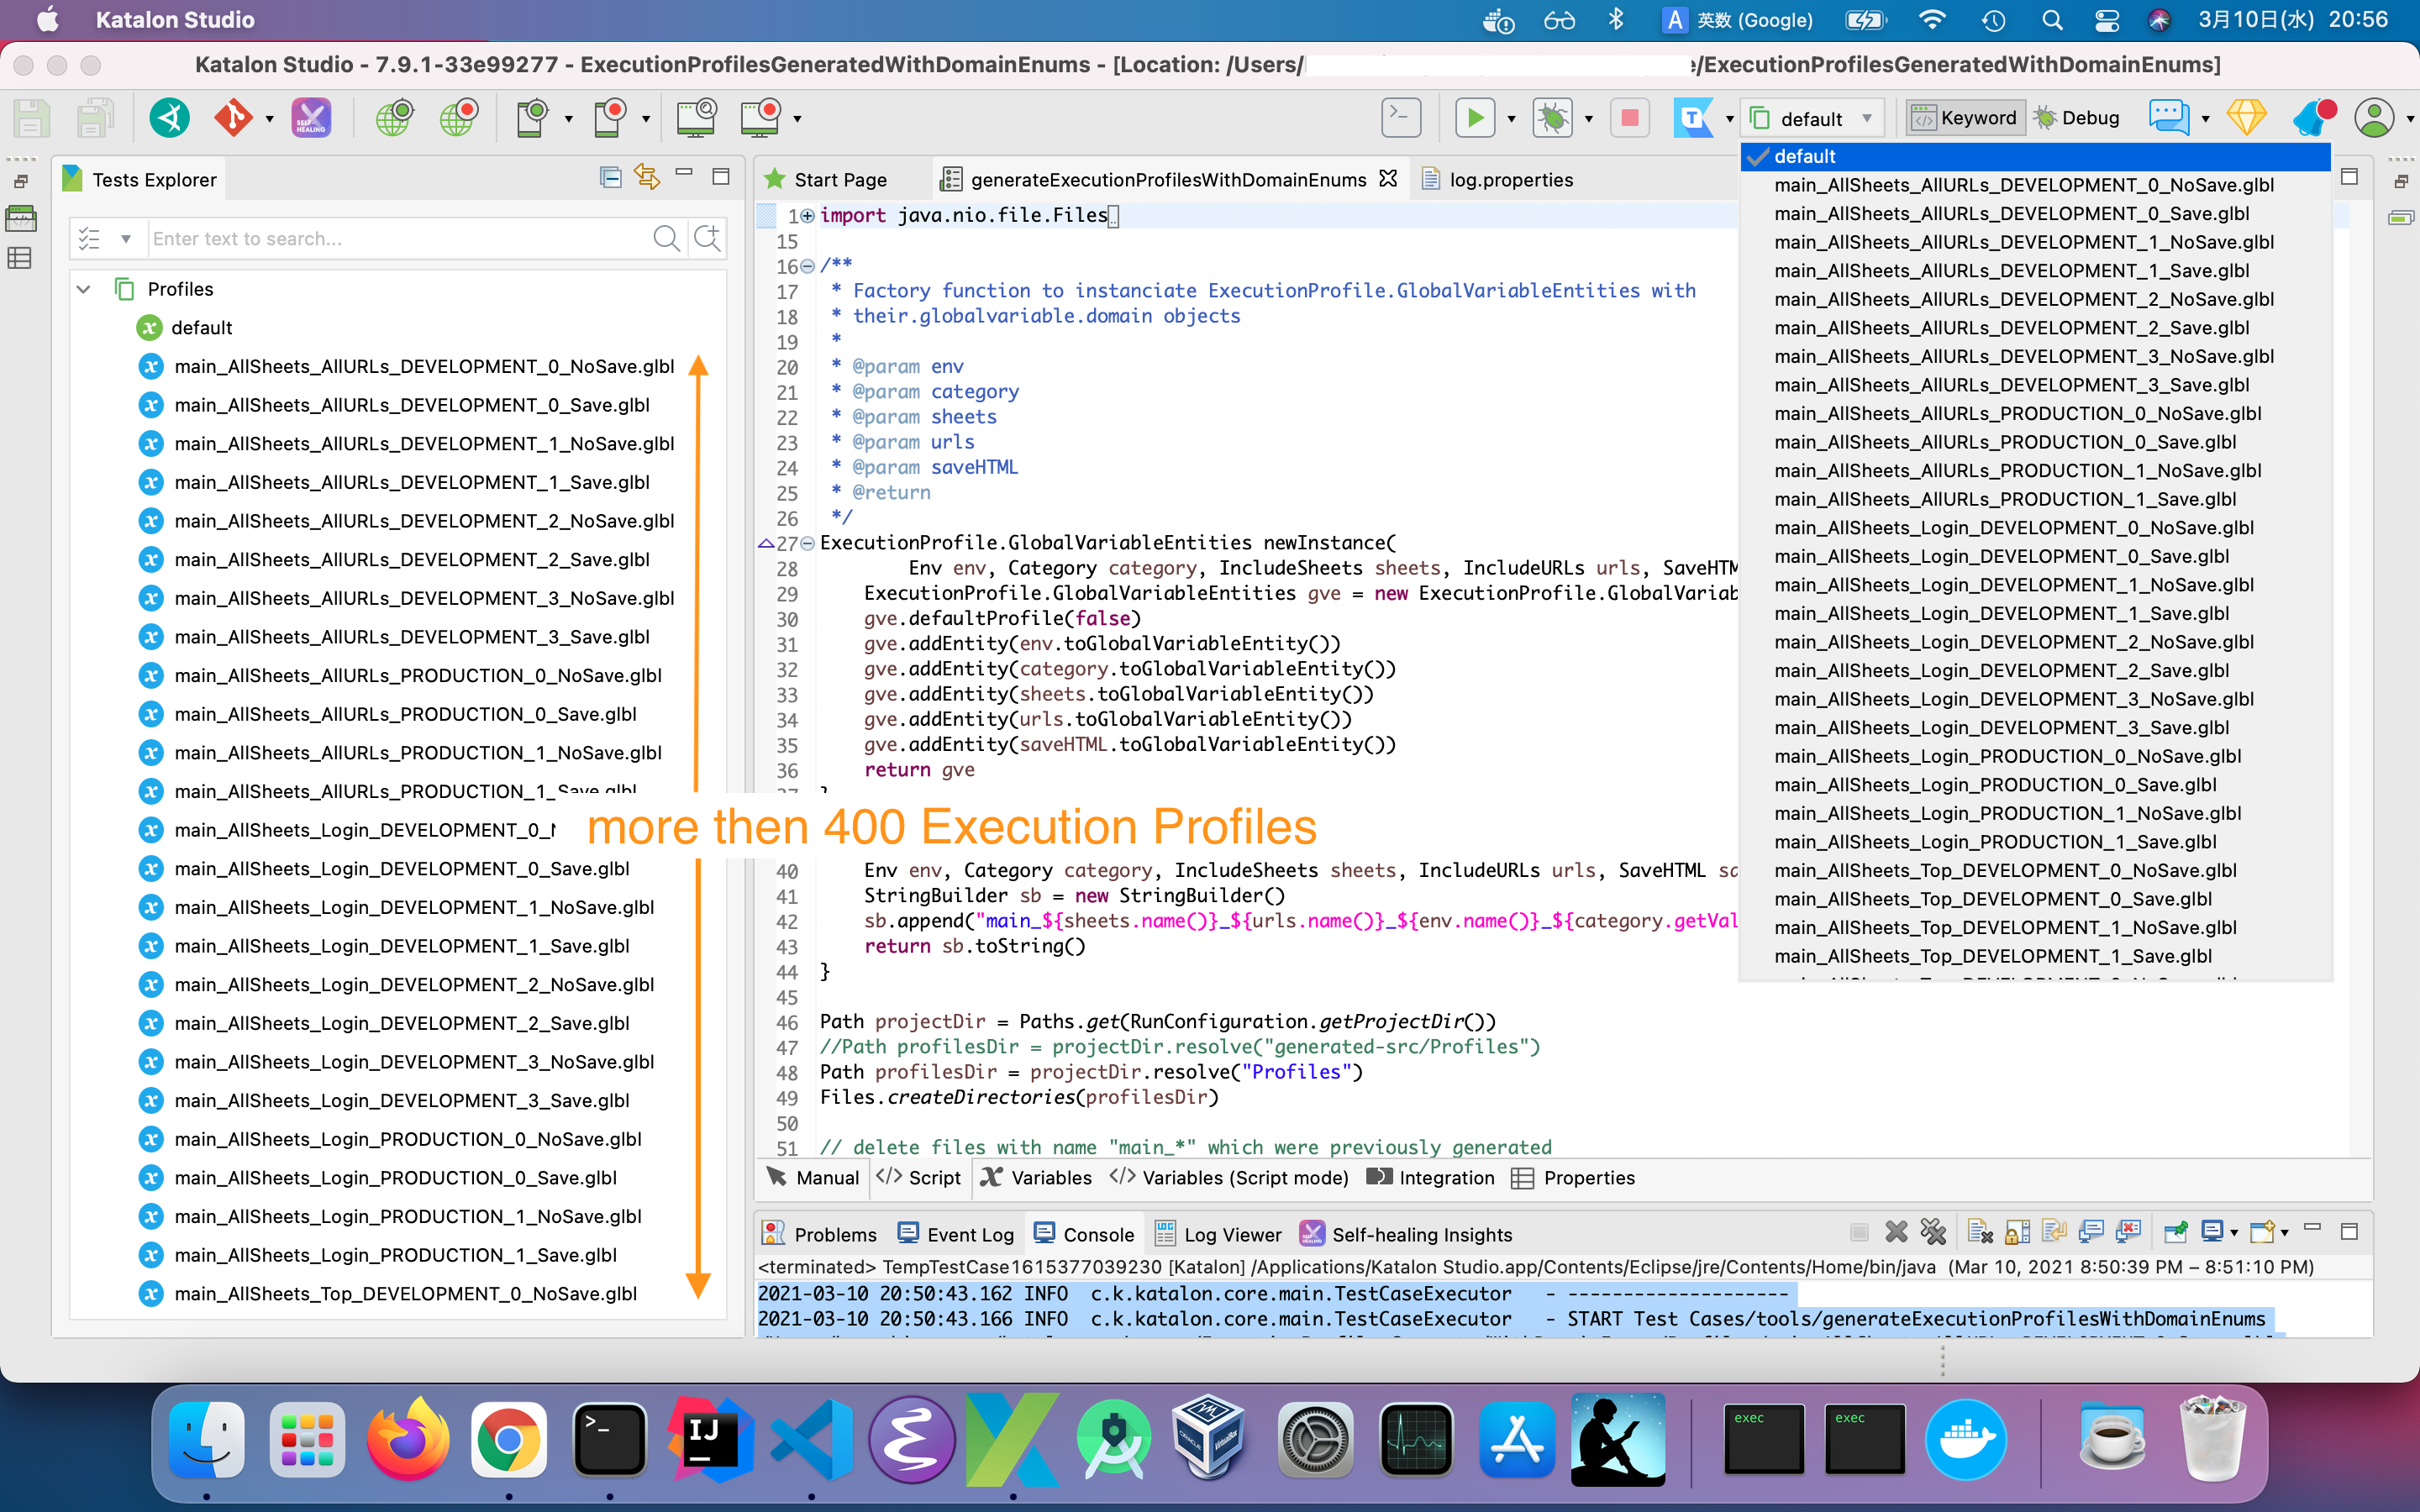 Katalon Studio
A 英数 (Google)
3月10日(水) 20:56
Katalon Studio - 7.9.1-33e99277 - ExecutionProfilesGeneratedWithDomainEnums - [Location: /Users/
/ExecutionProfilesGeneratedWithDomainEnums]
SELF-HEALING
default
Keyword
Debug
Tests Explorer
Enter text to search...
Profiles
default
main_AllSheets_AllURLs_DEVELOPMENT_0_NoSave.glbl
main_AllSheets_AllURLs_DEVELOPMENT_0_Save.glbl
main_AllSheets_AllURLs_DEVELOPMENT_1_NoSave.glbl
main_AllSheets_AllURLs_DEVELOPMENT_1_Save.glbl
main_AllSheets_AllURLs_DEVELOPMENT_2_NoSave.glbl
main_AllSheets_AllURLs_DEVELOPMENT_2_Save.glbl
main_AllSheets_AllURLs_DEVELOPMENT_3_NoSave.glbl
main_AllSheets_AllURLs_DEVELOPMENT_3_Save.glbl
main_AllSheets_AllURLs_PRODUCTION_0_NoSave.glbl
main_AllSheets_AllURLs_PRODUCTION_0_Save.glbl
main_AllSheets_AllURLs_PRODUCTION_1_NoSave.glbl
main_AllSheets_AllURLs_PRODUCTION_1_Save.glbl
main_AllSheets_Login_DEVELOPMENT_0_
main_AllSheets_Login_DEVELOPMENT_0_Save.glbl
main_AllSheets_Login_DEVELOPMENT_1_NoSave.glbl
main_AllSheets_Login_DEVELOPMENT_1_Save.glbl
main_AllSheets_Login_DEVELOPMENT_2_NoSave.glbl
main_AllSheets_Login_DEVELOPMENT_2_Save.glbl
main_AllSheets_Login_DEVELOPMENT_3_NoSave.glbl
main_AllSheets_Login_DEVELOPMENT_3_Save.glbl
main_AllSheets_Login_PRODUCTION_0_NoSave.glbl
main_AllSheets_Login_PRODUCTION_0_Save.glbl
main_AllSheets_Login_PRODUCTION_1_NoSave.glbl
main_AllSheets_Login_PRODUCTION_1_Save.glbl
main_AllSheets_Top_DEVELOPMENT_0_NoSave.glbl
more then 400 Execution Profiles
Start Page
generateExecutionProfilesWithDomainEnums
log.properties
1 import java.nio.file.Files
15
16 /**
17 * Factory function to instanciate ExecutionProfile.GlobalVariableEntities with
18 * their.globalvariable.domain objects
19 *
20 * @param env
21 * @param category
22 * @param sheets
23 * @param urls
24 * @param saveHTML
25 * @return
26 */
27 ExecutionProfile.GlobalVariableEntities newInstance(
28 Env env, Category category, IncludeSheets sheets, IncludeURLs urls, SaveHTM
29 ExecutionProfile.GlobalVariableEntities gve = new ExecutionProfile.GlobalVariab
30 gve.defaultProfile(false)
31 gve.addEntity(env.toGlobalVariableEntity())
32 gve.addEntity(category.toGlobalVariableEntity())
33 gve.addEntity(sheets.toGlobalVariableEntity())
34 gve.addEntity(urls.toGlobalVariableEntity())
35 gve.addEntity(saveHTML.toGlobalVariableEntity())
36 return gve
40 Env env, Category category, IncludeSheets sheets, IncludeURLs urls, SaveHTML sa
41 StringBuilder sb = new StringBuilder()
42 sb.append("main_${sheets.name()}_${urls.name()}_${env.name()}_${category.getVal
43 return sb.toString()
44 }
45
46 Path projectDir = Paths.get(RunConfiguration.getProjectDir())
47 //Path profilesDir = projectDir.resolve("generated-src/Profiles")
48 Path profilesDir = projectDir.resolve("Profiles")
49 Files.createDirectories(profilesDir)
50
51 // delete files with name "main_*" which were previously generated
default
main_AllSheets_AllURLs_DEVELOPMENT_0_NoSave.glbl
main_AllSheets_AllURLs_DEVELOPMENT_0_Save.glbl
main_AllSheets_AllURLs_DEVELOPMENT_1_NoSave.glbl
main_AllSheets_AllURLs_DEVELOPMENT_1_Save.glbl
main_AllSheets_AllURLs_DEVELOPMENT_2_NoSave.glbl
main_AllSheets_AllURLs_DEVELOPMENT_2_Save.glbl
main_AllSheets_AllURLs_DEVELOPMENT_3_NoSave.glbl
main_AllSheets_AllURLs_DEVELOPMENT_3_Save.glbl
main_AllSheets_AllURLs_PRODUCTION_0_NoSave.glbl
main_AllSheets_AllURLs_PRODUCTION_0_Save.glbl
main_AllSheets_AllURLs_PRODUCTION_1_NoSave.glbl
main_AllSheets_AllURLs_PRODUCTION_1_Save.glbl
main_AllSheets_Login_DEVELOPMENT_0_NoSave.glbl
main_AllSheets_Login_DEVELOPMENT_0_Save.glbl
main_AllSheets_Login_DEVELOPMENT_1_NoSave.glbl
main_AllSheets_Login_DEVELOPMENT_1_Save.glbl
main_AllSheets_Login_DEVELOPMENT_2_NoSave.glbl
main_AllSheets_Login_DEVELOPMENT_2_Save.glbl
main_AllSheets_Login_DEVELOPMENT_3_NoSave.glbl
main_AllSheets_Login_DEVELOPMENT_3_Save.glbl
main_AllSheets_Login_PRODUCTION_0_NoSave.glbl
main_AllSheets_Login_PRODUCTION_0_Save.glbl
main_AllSheets_Login_PRODUCTION_1_NoSave.glbl
main_AllSheets_Login_PRODUCTION_1_Save.glbl
main_AllSheets_Top_DEVELOPMENT_0_NoSave.glbl
main_AllSheets_Top_DEVELOPMENT_0_Save.glbl
main_AllSheets_Top_DEVELOPMENT_1_NoSave.glbl
main_AllSheets_Top_DEVELOPMENT_1_Save.glbl
Manual
Script
Variables
Variables (Script mode)
Integration
Properties
Problems
Event Log
Console
Log Viewer
Self-healing Insights
<terminated> TempTestCase1615377039230 [Katalon] /Applications/Katalon Studio.app/Contents/Eclipse/jre/Contents/Home/bin/java (Mar 10, 2021 8:50:39 PM – 8:51:10 PM)
2021-03-10 20:50:43.162 INFO c.k.katalon.core.main.TestCaseExecutor - --------------------
2021-03-10 20:50:43.166 INFO c.k.katalon.core.main.TestCaseExecutor - START Test Cases/tools/generateExecutionProfilesWithDomainEnums
IJ
exec
exec